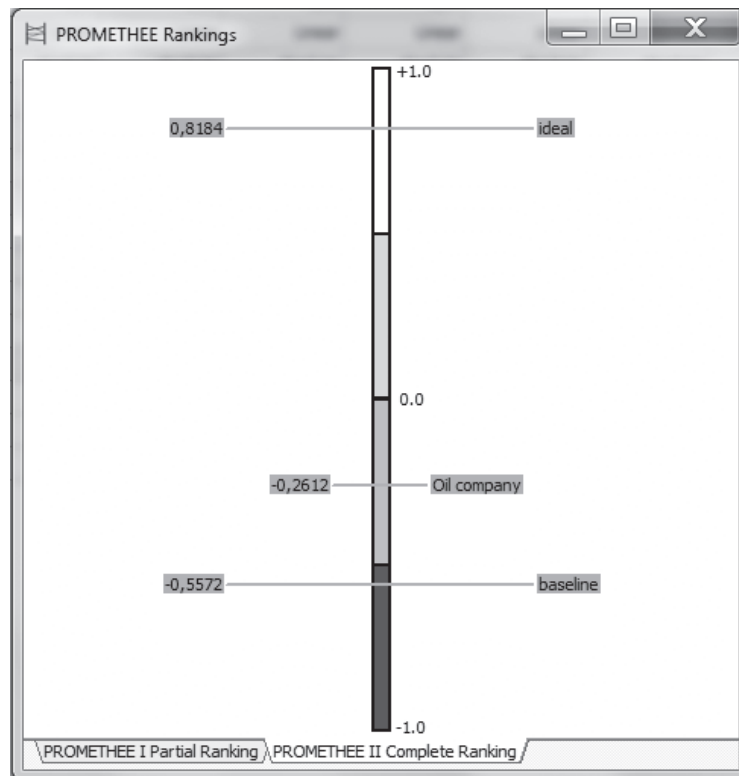 PROMETHEE Rankings
+1.0
0,8184 ideal
0.0
-0,2612 Oil company
-0,5572 baseline
-1.0
PROMETHEE I Partial Ranking PROMETHEE II Complete Ranking